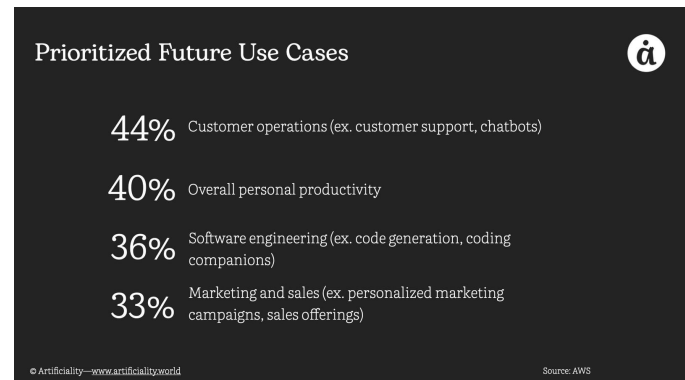 Prioritized Future Use Cases
ȧ
44% Customer operations (ex. customer support, chatbots)
40% Overall personal productivity
36% Software engineering (ex. code generation, coding
companions)
33% Marketing and sales (ex. personalized marketing
campaigns, sales offerings)
© Artificiality—www.artificiality.world
Source: AWS